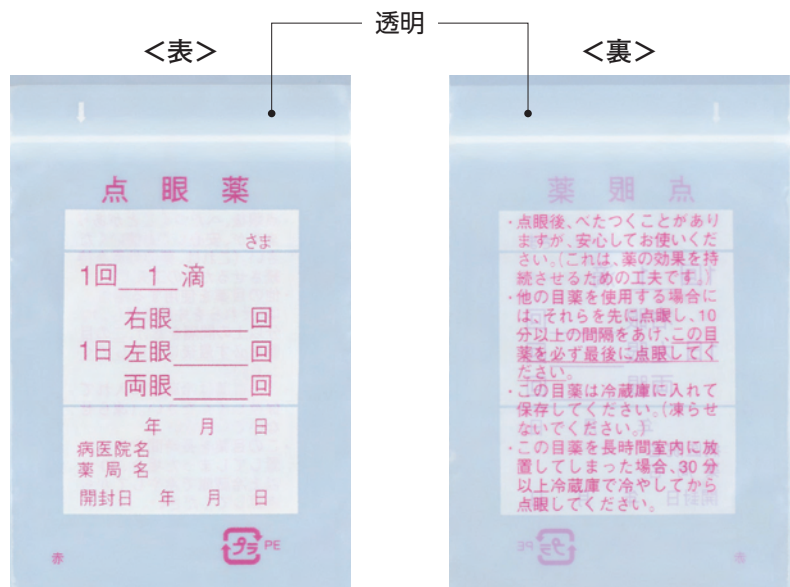 透明
<表>
点眼薬
さま
1回 1 滴
右眼 回
1日 左眼 回
両眼 回
年 月 日
病医院名
薬局名
開封日 年 月 日
プラ PE
赤
<裏>
点眼薬
・点眼後、べたつくことがあり
ますが、安心してお使いくだ
さい。(これは、薬の効果を持
続させるための工夫です。)
・他の目薬を使用する場合に
は、それらを先に点眼し、10
分以上の間隔をあけ、この目
薬を必ず最後に点眼してく
ださい。
・この目薬は冷蔵庫に入れて
保存してください。(凍らせ
ないでください。)
・この目薬を長時間室内に放
置してしまった場合、30分
以上冷蔵庫で冷やしてから
点眼してください。
プラ PE
赤